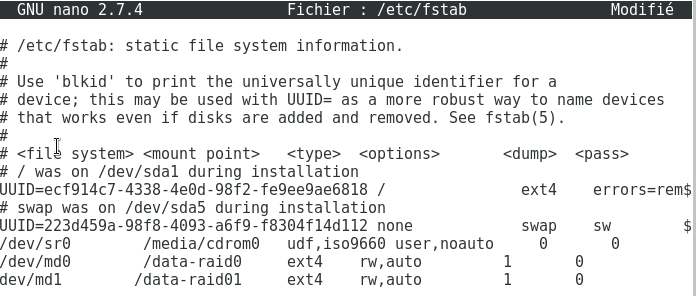 GNU nano 2.7.4 Fichier : /etc/fstab Modifié
# /etc/fstab: static file system information.
#
# Use 'blkid' to print the universally unique identifier for a
# device; this may be used with UUID= as a more robust way to name devices
# that works even if disks are added and removed. See fstab(5).
#
# <file system> <mount point> <type> <options> <dump> <pass>
# / was on /dev/sda1 during installation
UUID=ecf914c7-4338-4e0d-98f2-fe9ee9ae6818 / ext4 errors=rem$
# swap was on /dev/sda5 during installation
UUID=223d459a-98f8-4093-a6f9-f8304f14d112 none swap sw $
/dev/sr0 /media/cdrom0 udf,iso9660 user,noauto 0 0
/dev/md0 /data-raid0 ext4 rw,auto 1 0
dev/md1 /data-raid01 ext4 rw,auto 1 0